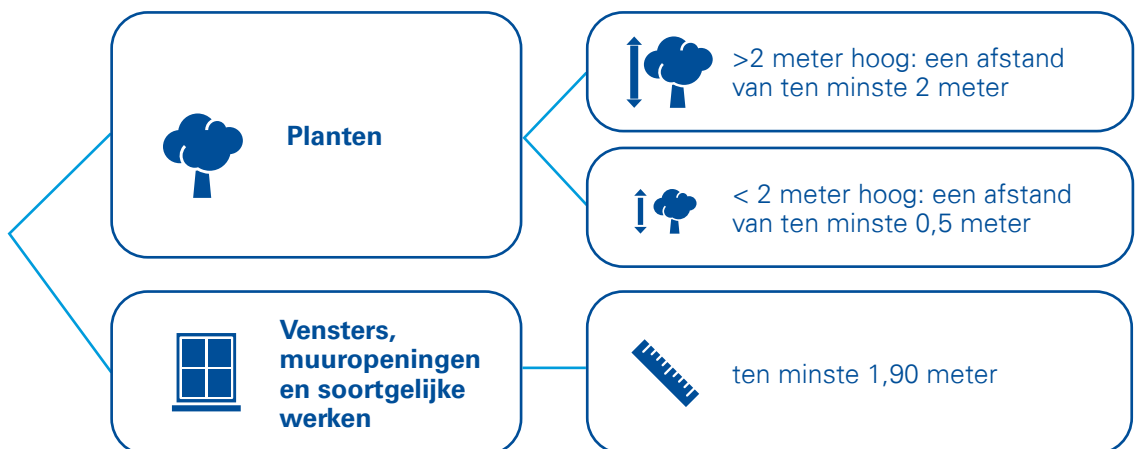 Planten
>2 meter hoog: een afstand
van ten minste 2 meter
< 2 meter hoog: een afstand
van ten minste 0,5 meter
Vensters,
muuropeningen
en soortgelijke
werken
ten minste 1,90 meter